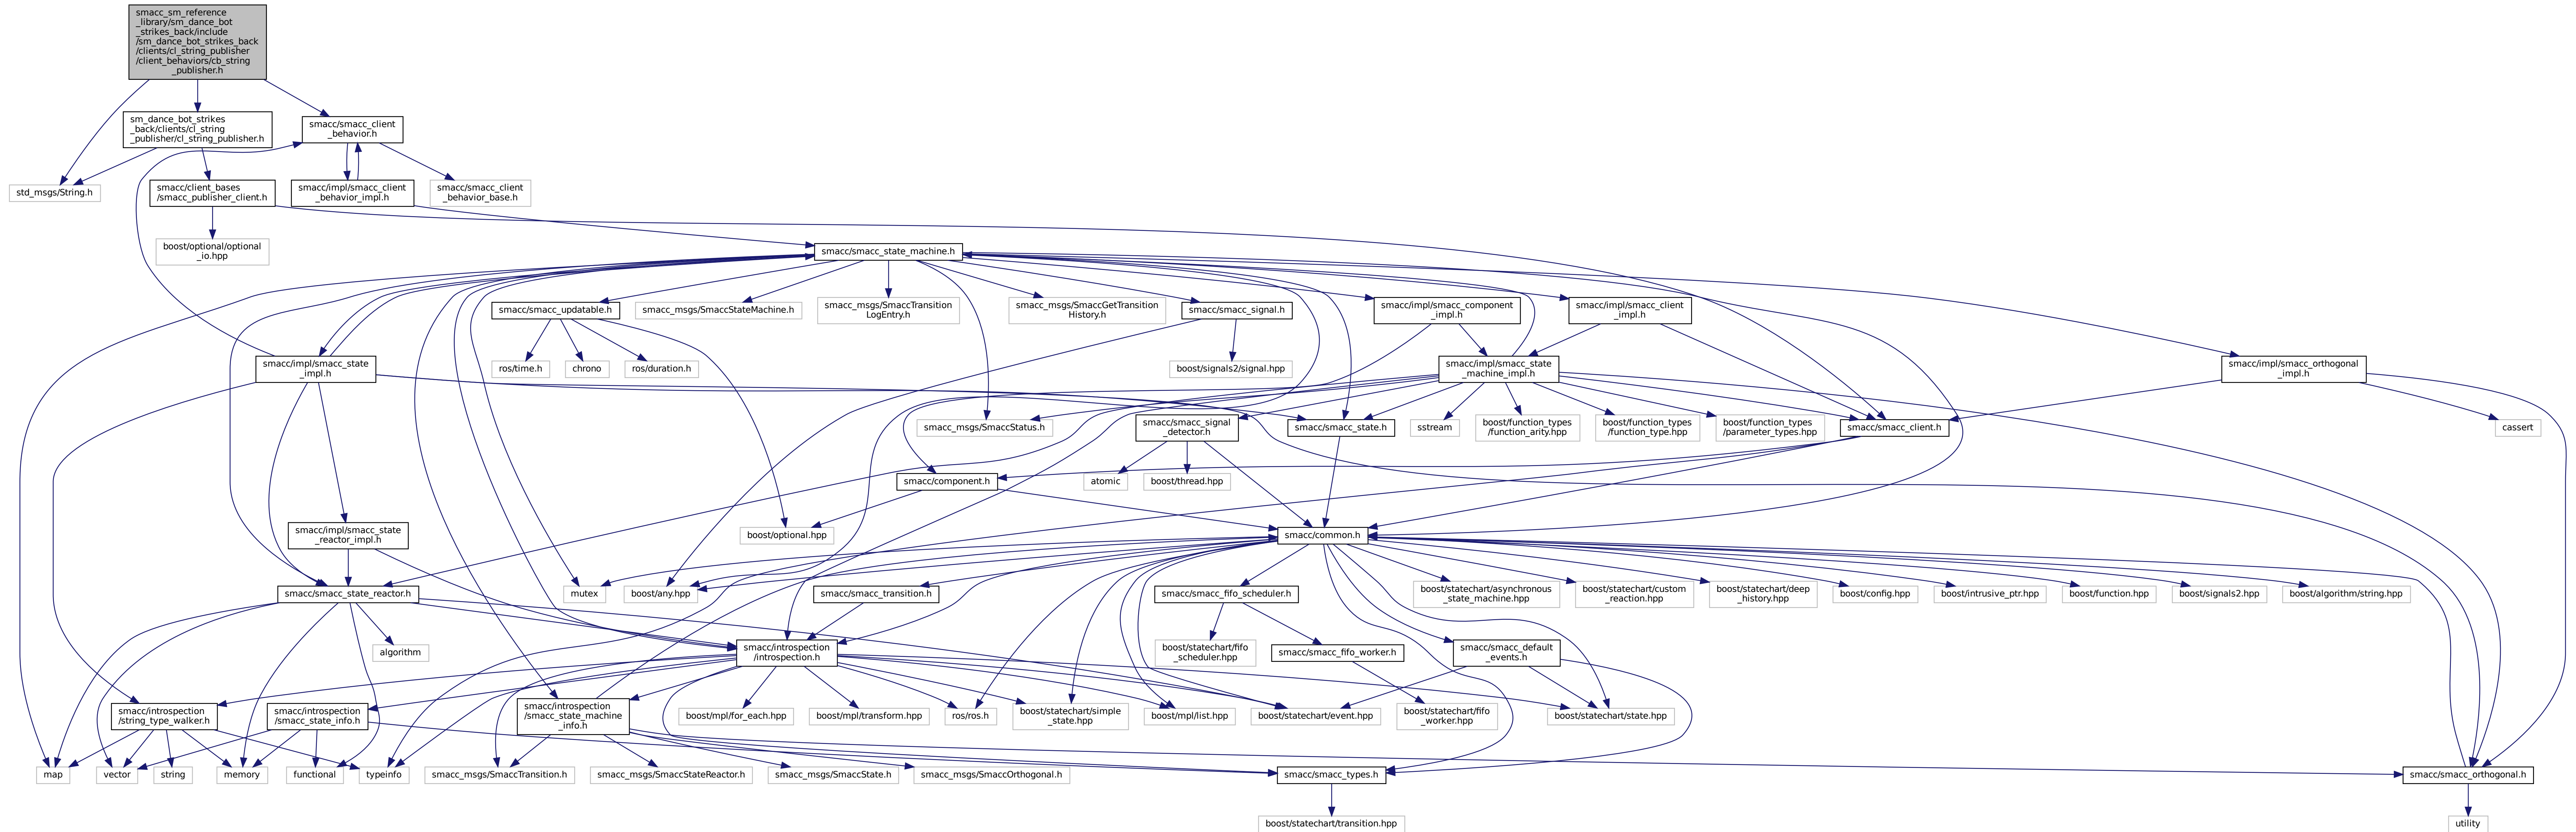 smacc_sm_reference
_library/sm_dance_bot
_strikes_back/include
/sm_dance_bot_strikes_back
/clients/cl_string_publisher
/client_behaviors/cb_string
_publisher.h
sm_dance_bot_strikes
_back/clients/cl_string
_publisher/cl_string_publisher.h
smacc/smacc_client
_behavior.h
std_msgs/String.h
smacc/client_bases
/smacc_publisher_client.h
smacc/impl/smacc_client
_behavior_impl.h
smacc/smacc_client
_behavior_base.h
boost/optional/optional
_io.hpp
smacc/smacc_state_machine.h
smacc/smacc_updatable.h
smacc_msgs/SmaccStateMachine.h
smacc_msgs/SmaccTransition
LogEntry.h
smacc_msgs/SmaccGetTransition
History.h
smacc/smacc_signal.h
smacc/impl/smacc_component
_impl.h
smacc/impl/smacc_client
_impl.h
smacc/impl/smacc_state
_impl.h
ros/time.h
chrono
ros/duration.h
boost/signals2/signal.hpp
smacc/impl/smacc_state
_machine_impl.h
smacc/impl/smacc_orthogonal
_impl.h
smacc_msgs/SmaccStatus.h
smacc/smacc_signal
_detector.h
smacc/smacc_state.h
sstream
boost/function_types
/function_arity.hpp
boost/function_types
/function_type.hpp
boost/function_types
/parameter_types.hpp
smacc/smacc_client.h
cassert
smacc/component.h
atomic
boost/thread.hpp
smacc/impl/smacc_state
_reactor_impl.h
boost/optional.hpp
smacc/common.h
smacc/smacc_state_reactor.h
mutex
boost/any.hpp
smacc/smacc_transition.h
smacc/smacc_fifo_scheduler.h
boost/statechart/asynchronous
_state_machine.hpp
boost/statechart/custom
_reaction.hpp
boost/statechart/deep
_history.hpp
boost/config.hpp
boost/intrusive_ptr.hpp
boost/function.hpp
boost/signals2.hpp
boost/algorithm/string.hpp
algorithm
smacc/introspection
/introspection.h
boost/statechart/fifo
_scheduler.hpp
smacc/smacc_fifo_worker.h
smacc/smacc_default
_events.h
smacc/introspection
/string_type_walker.h
smacc/introspection
/smacc_state_info.h
smacc/introspection
/smacc_state_machine
_info.h
boost/mpl/for_each.hpp
boost/mpl/transform.hpp
ros/ros.h
boost/statechart/simple
_state.hpp
boost/mpl/list.hpp
boost/statechart/event.hpp
boost/statechart/fifo
_worker.hpp
boost/statechart/state.hpp
map
vector
string
memory
functional
typeinfo
smacc_msgs/SmaccTransition.h
smacc_msgs/SmaccStateReactor.h
smacc_msgs/SmaccState.h
smacc_msgs/SmaccOrthogonal.h
smacc/smacc_types.h
smacc/smacc_orthogonal.h
boost/statechart/transition.hpp
utility